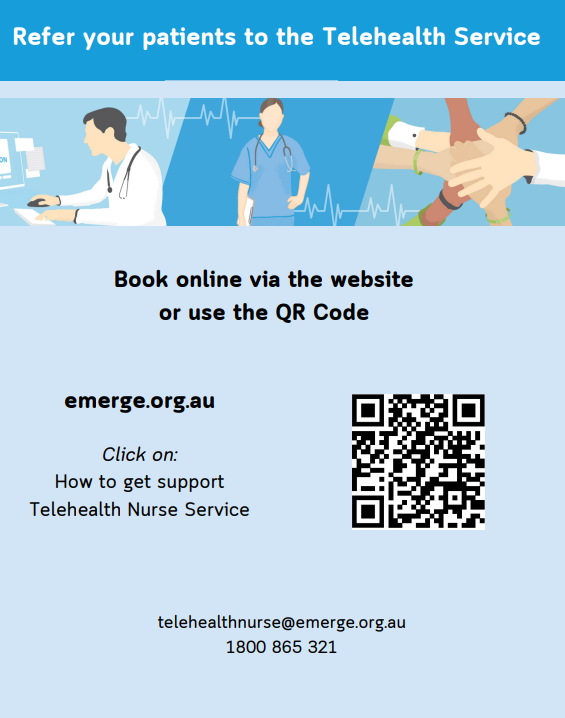 Refer your patients to the Telehealth Service
ON
Book online via the website
or use the QR Code
emerge.org.au
Click on:
How to get support
Telehealth Nurse Service
telehealthnurse@emerge.org.au
1800 865 321